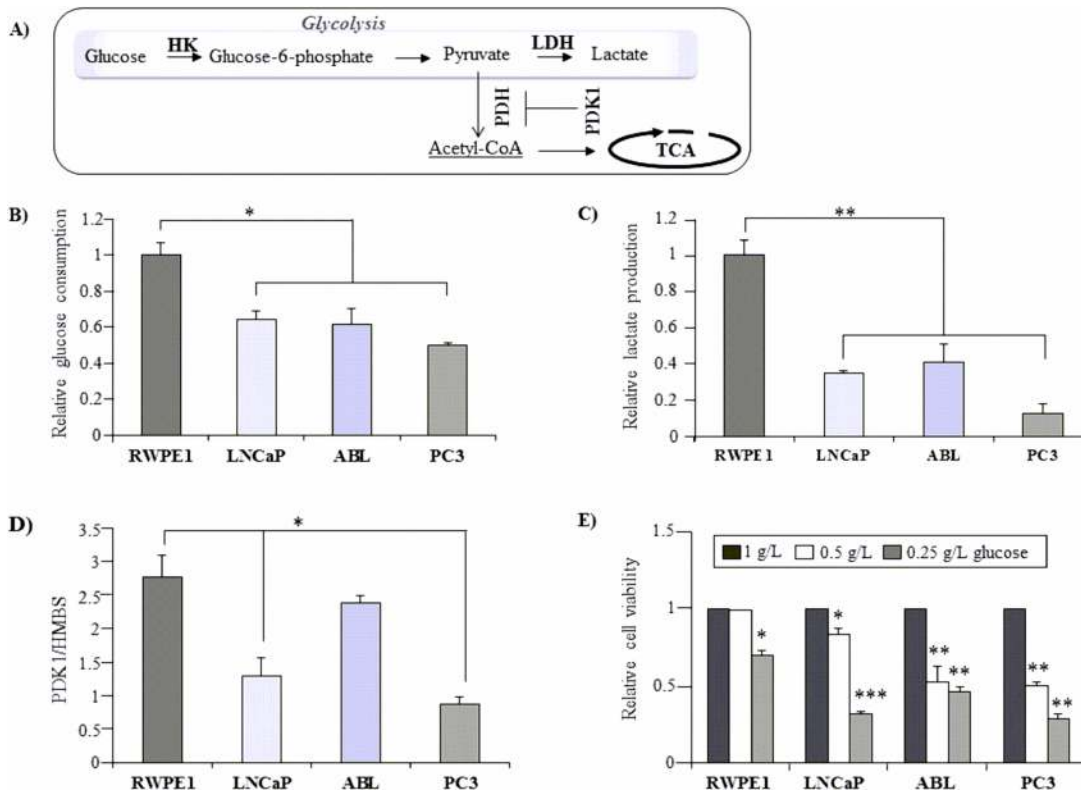 A)
Glycolysis
Glucose HK Glucose-6-phosphate Pyruvate LDH Lactate
PDH PDK1
Acetyl-CoA TCA
B)
Relative glucose consumption
1.2
1
0.8
0.6
0.4
0.2
0
*
RWPE1 LNCaP ABL PC3
C)
Relative lactate production
1.2
1
0.8
0.6
0.4
0.2
0
**
RWPE1 LNCaP ABL PC3
D)
PDK1/HMBS
3.5
3
2.5
2
1.5
1
0.5
0
*
RWPE1 LNCaP ABL PC3
E)
Relative cell viability
1.5
1
0.5
0
1 g/L 0.5 g/L 0.25 g/L glucose
* * *** ** ** ** **
RWPE1 LNCaP ABL PC3